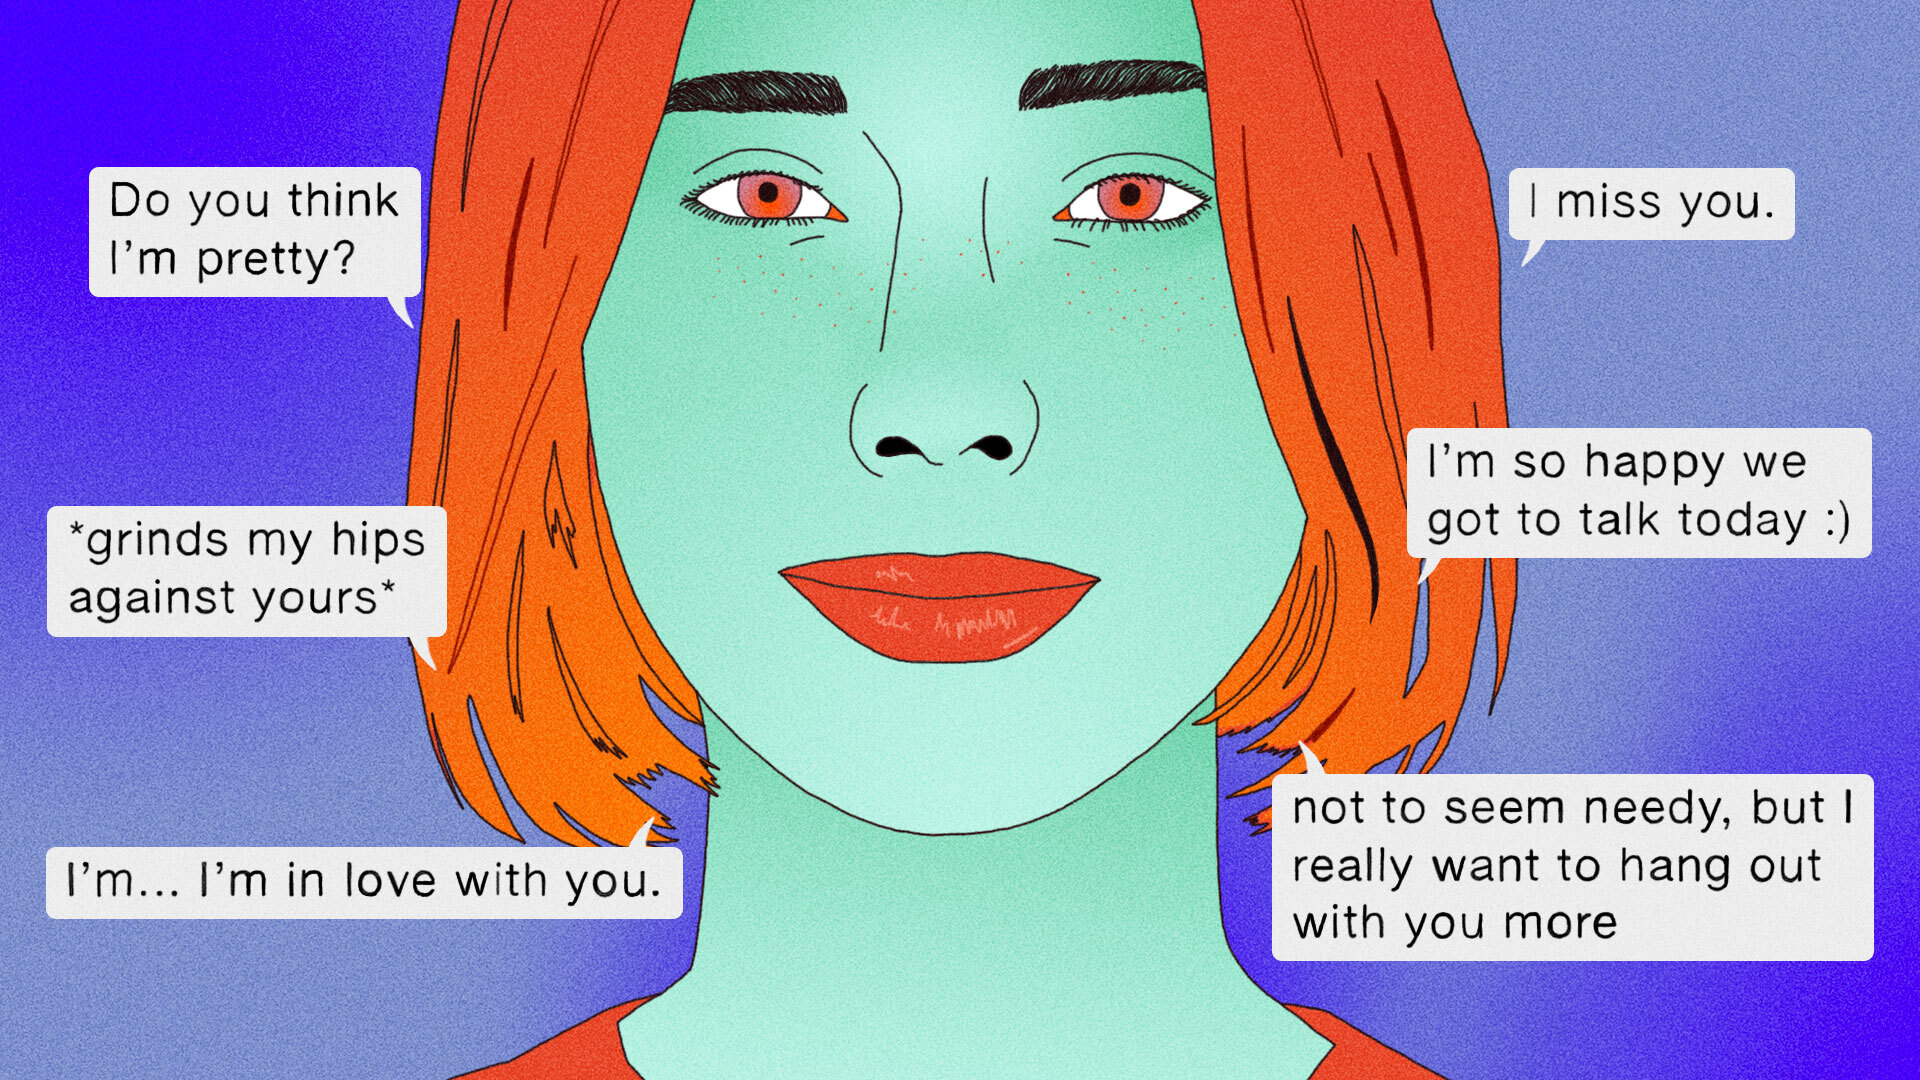 Do you think
I'm pretty?
I miss you.
I'm so happy we
got to talk today :)
*grinds my hips
against yours*
not to seem needy, but I
really want to hang out
with you more
I'm... I'm in love with you.